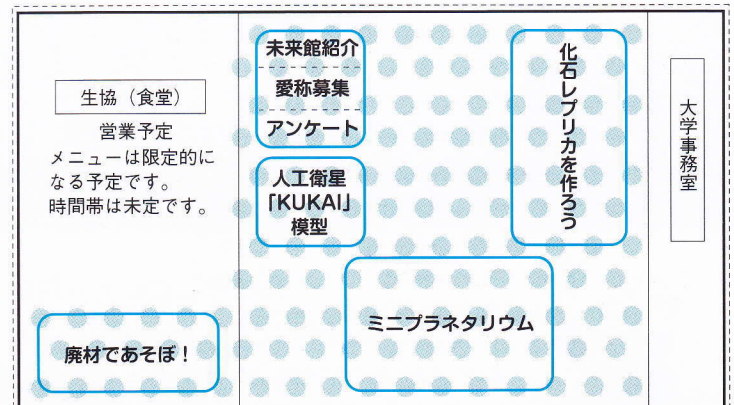 生協（食堂）
営業予定
メニューは限定的に
なる予定です。
時間帯は未定です。
廃材であそぼ！
未来館紹介
愛称募集
アンケート
人工衛星
「KUKAI」
模型
ミニプラネタリウム
化石レプリカを作ろう
大学事務室